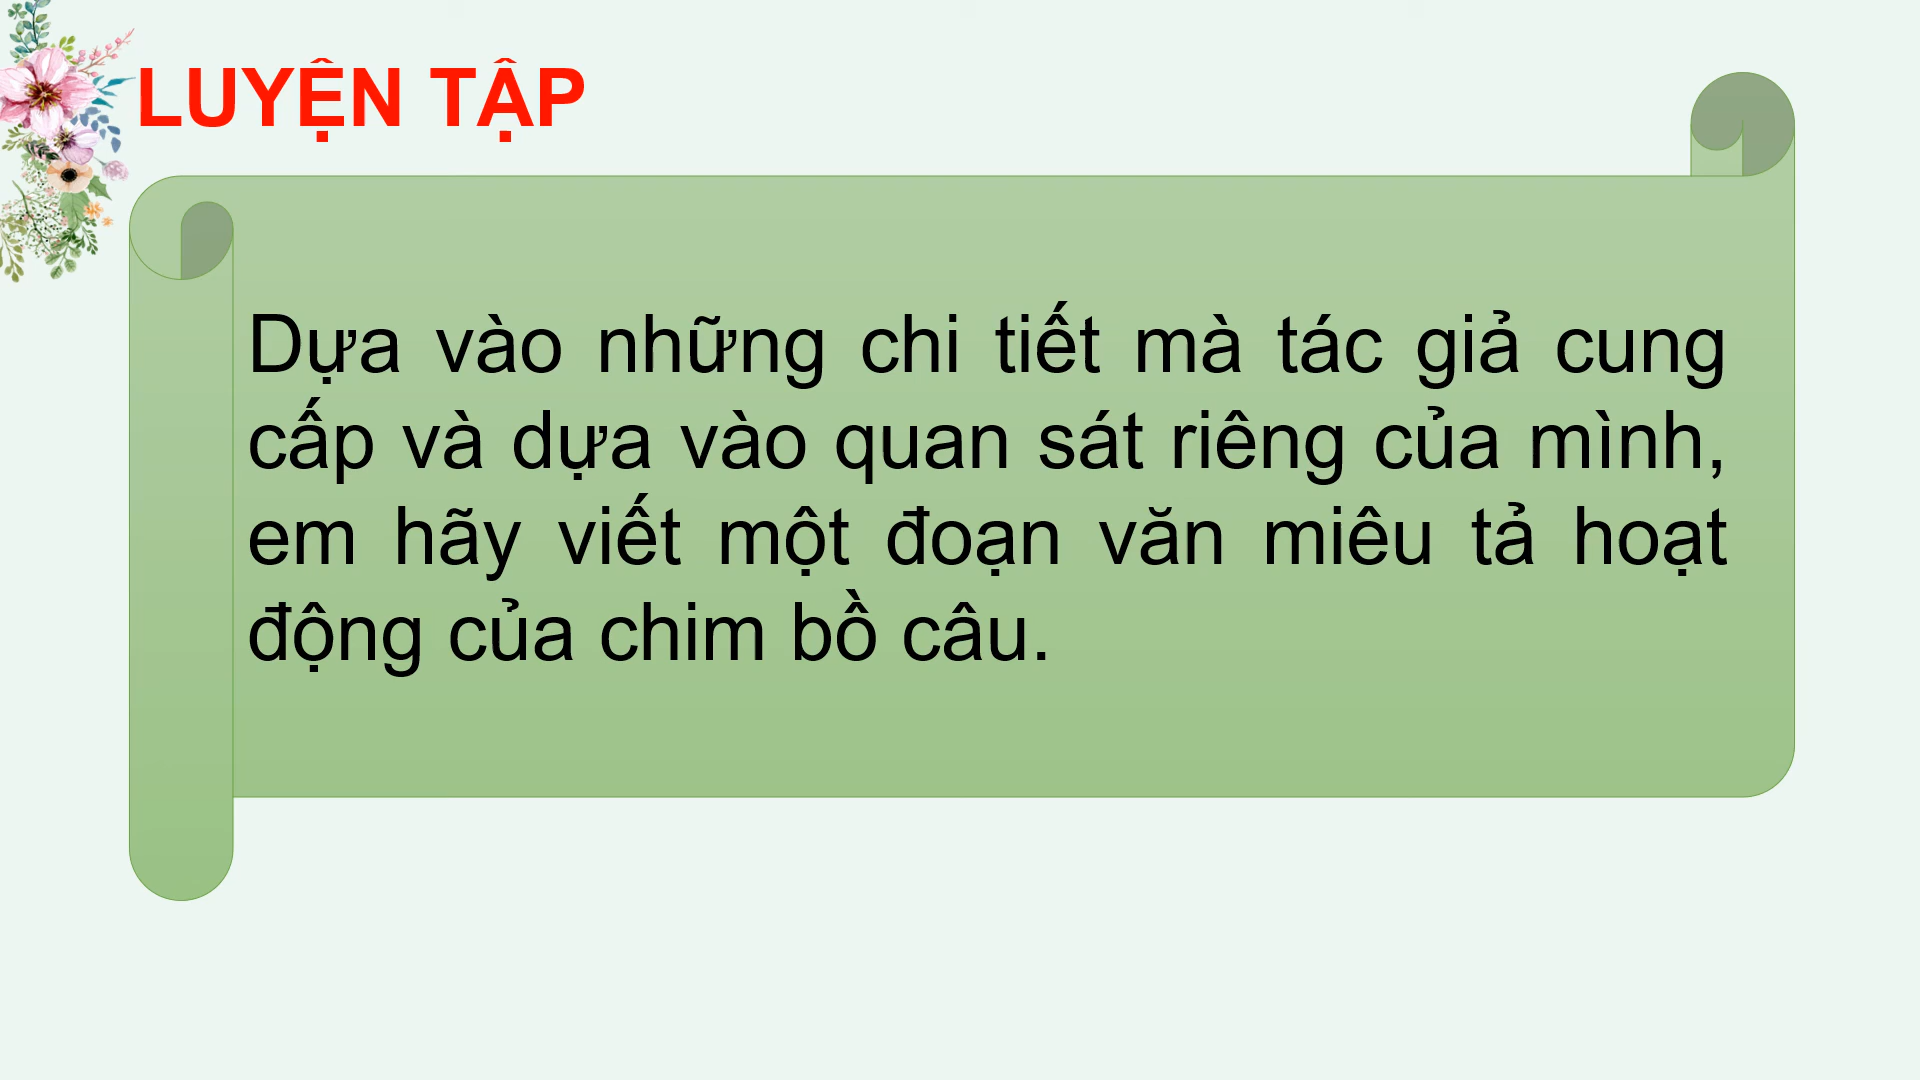 LUYỆN TẬP
Dựa vào những chi tiết mà tác giả cung
cấp và dựa vào quan sát riêng của mình,
em hãy viết một đoạn văn miêu tả hoạt
động của chim bồ câu.